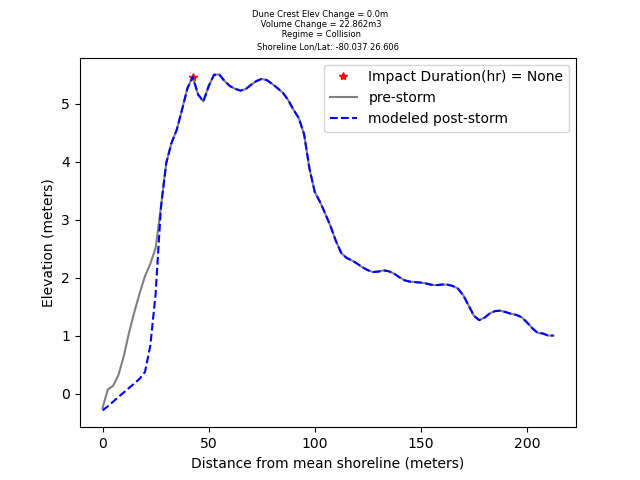 Dune Crest Elev Change = 0.0m
Volume Change = 22.862m3
Regime = Collision
Shoreline Lon/Lat: -80.037 26.606
Impact Duration(hr) = None
pre-storm
modeled post-storm
Elevation (meters)
5
4
3
2
1
0
0 50 100 150 200
Distance from mean shoreline (meters)